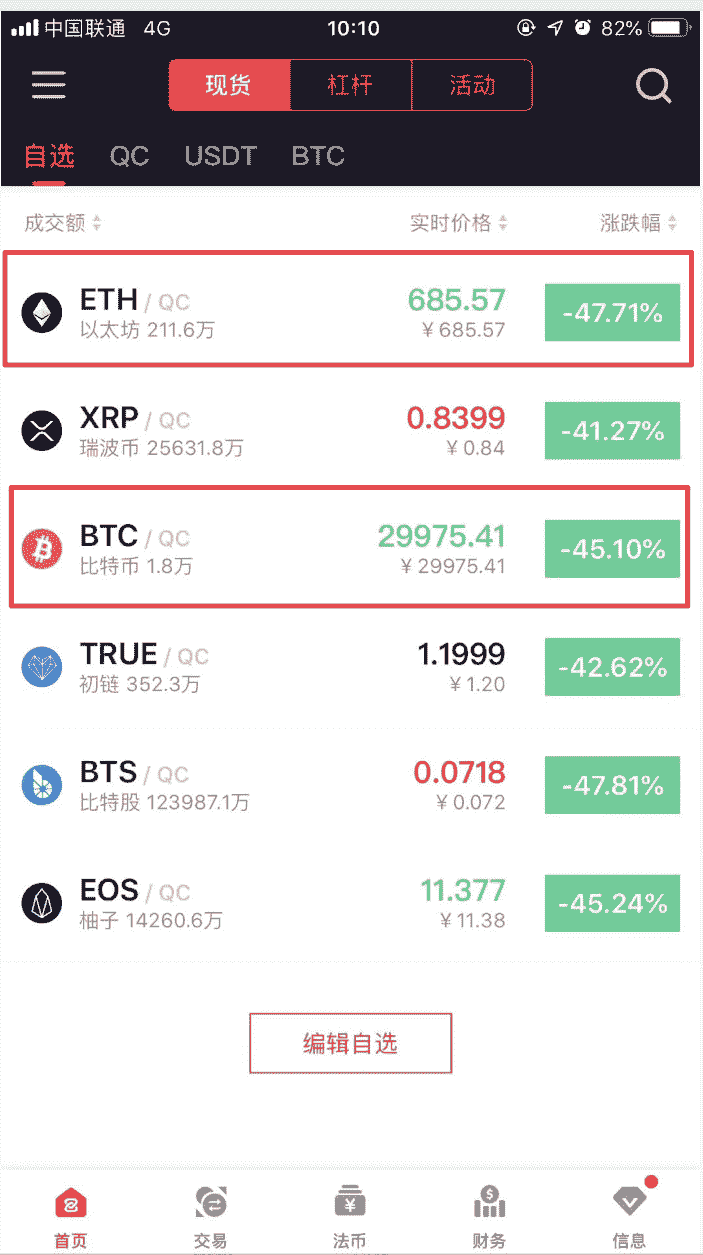 中国联通 4G 10:10 82%
现货 杠杆 活动
自选 QC USDT BTC
成交额 实时价格 涨跌幅
ETH / QC 685.57 -47.71%
以太坊 211.6万 ¥685.57
XRP / QC 0.8399 -41.27%
瑞波币 25631.8万 ¥0.84
BTC / QC 29975.41 -45.10%
比特币 1.8万 ¥29975.41
TRUE / QC 1.1999 -42.62%
初链 352.3万 ¥1.20
BTS / QC 0.0718 -47.81%
比特股 123987.1万 ¥0.072
EOS / QC 11.377 -45.24%
柚子 14260.6万 ¥11.38
编辑自选
首页 交易 法币 财务 信息